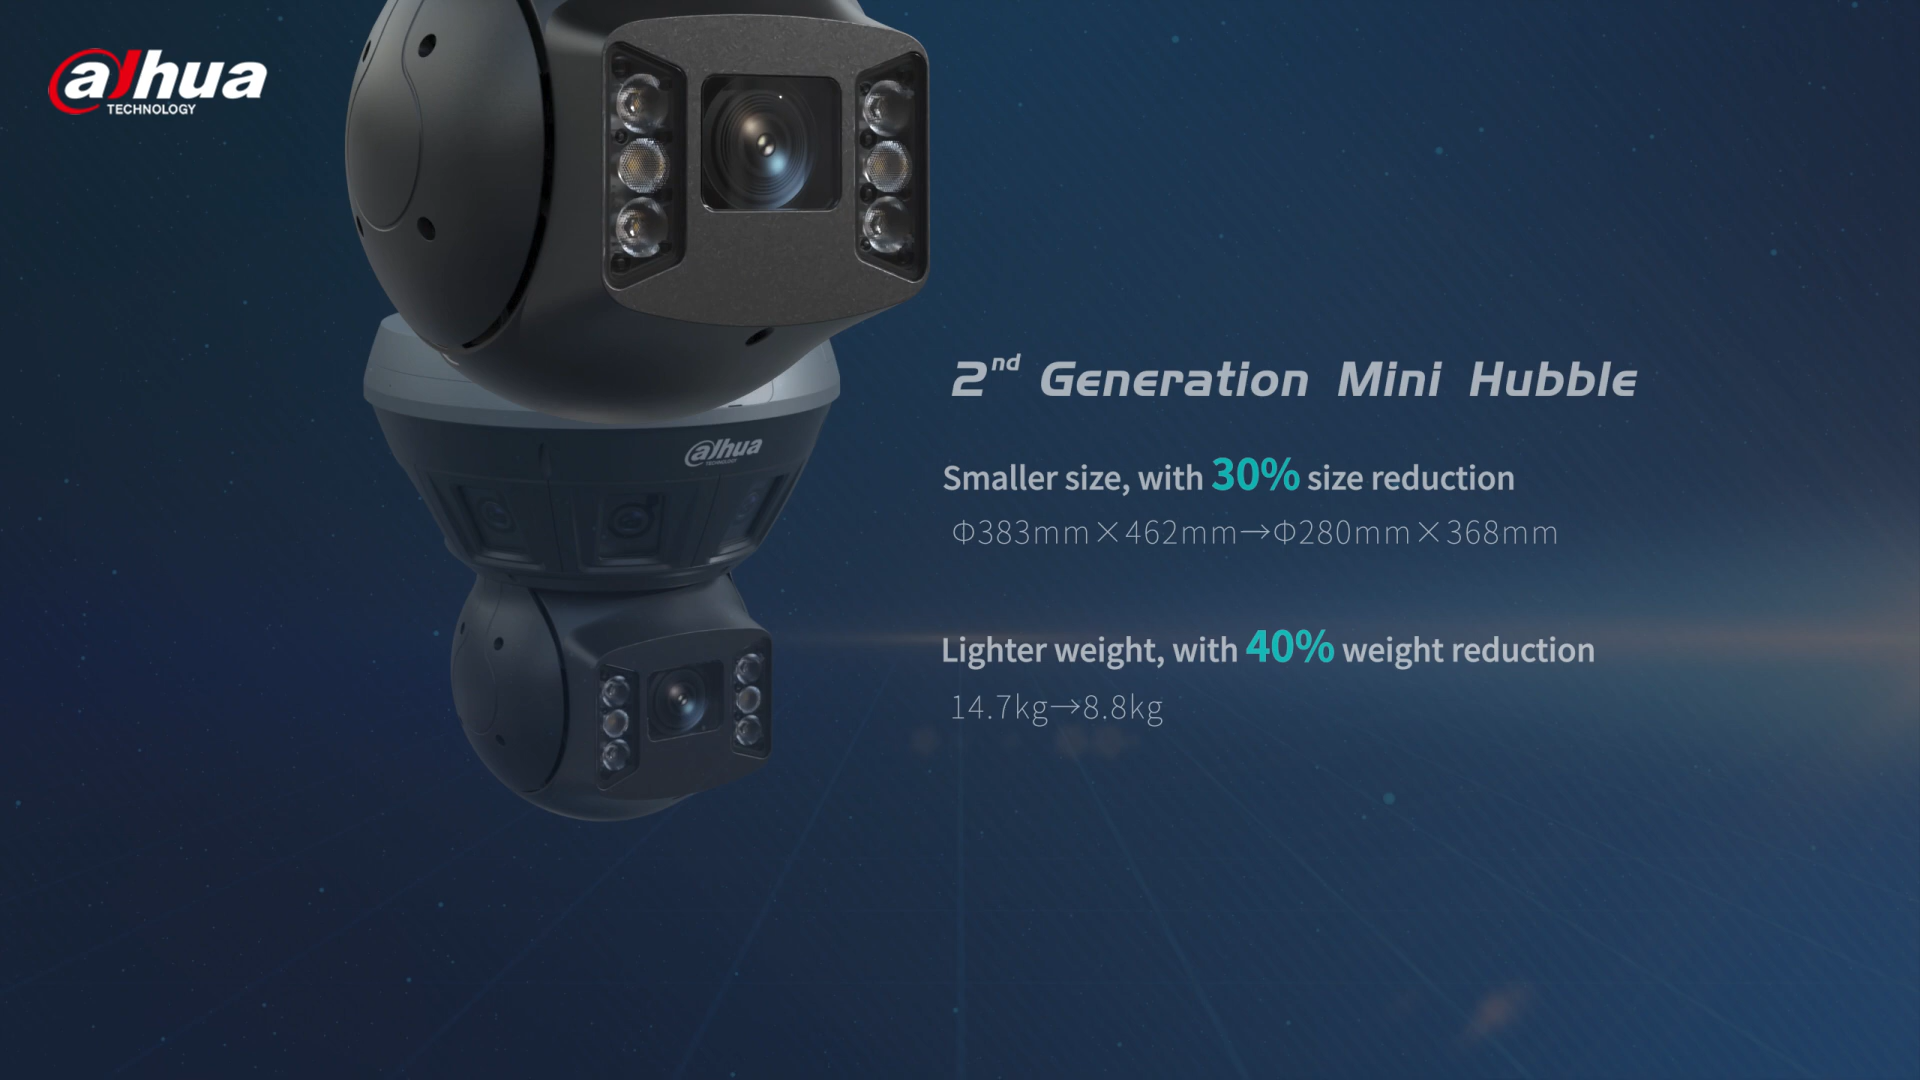 alhua
TECHNOLOGY
2nd Generation Mini Hubble
Smaller size, with 30% size reduction
Φ383mm×462mm→Φ280mm×368mm
Lighter weight, with 40% weight reduction
14.7kg→8.8kg
alhua
TECHNOLOGY